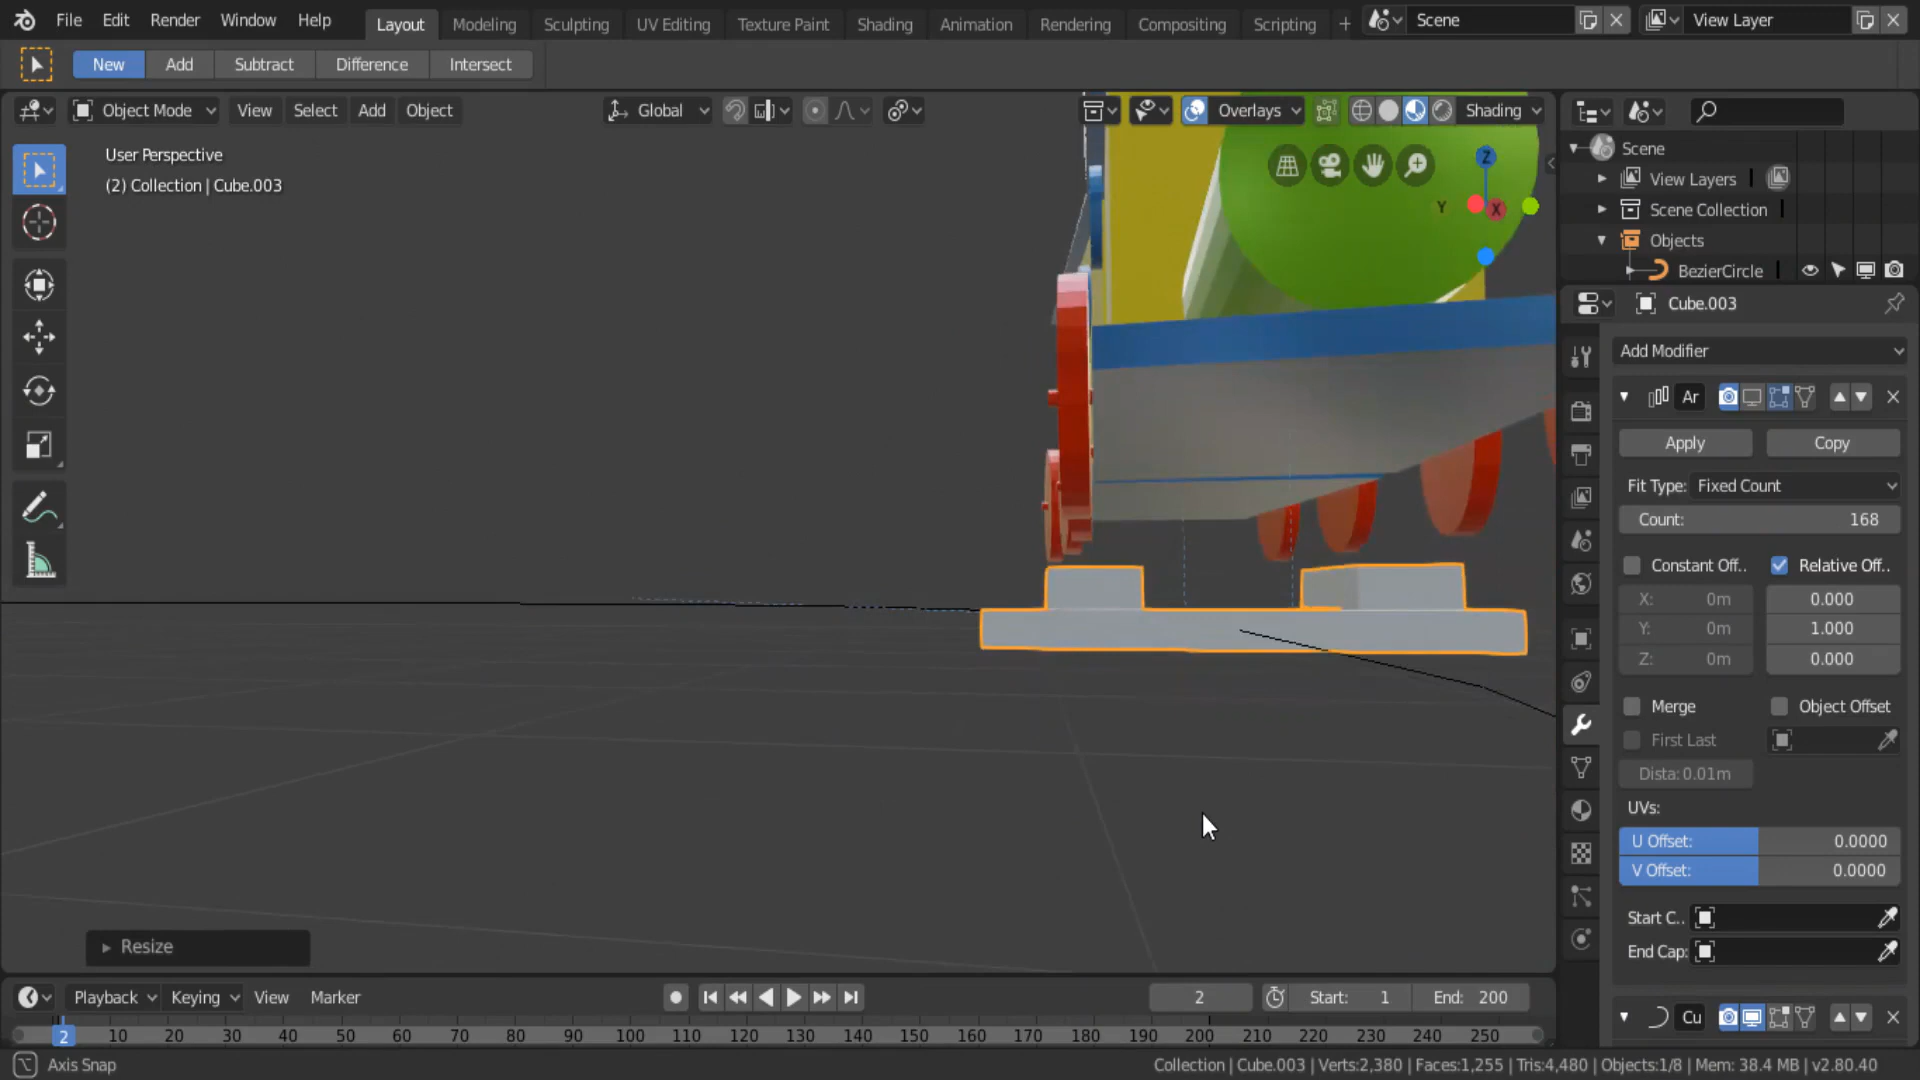 File Edit Render Window Help Layout Modeling Sculpting UV Editing Texture Paint Shading Animation Rendering Compositing Scripting + Scene View Layer
New Add Subtract Difference Intersect
Object Mode View Select Add Object Global Overlays Shading
User Perspective
(2) Collection | Cube.003
Z
Y X
Scene
View Layers
Scene Collection
Objects
BezierCircle
Cube.003
Add Modifier
Ar
Apply Copy
Fit Type: Fixed Count
Count: 168
Constant Off.. Relative Off..
X: 0m 0.000
Y: 0m 1.000
Z: 0m 0.000
Merge Object Offset
First Last
Dista: 0.01m
UVs:
U Offset: 0.0000
V Offset: 0.0000
Start C..
End Cap:
Cu
Resize
Playback Keying View Marker 2 Start: 1 End: 200
2 10 20 30 40 50 60 70 80 90 100 110 120 130 140 150 160 170 180 190 200 210 220 230 240 250
Axis Snap Collection | Cube.003 | Verts:2,380 | Faces:1,255 | Tris:4,480 | Objects:1/8 | Mem: 38.4 MB | v2.80.40